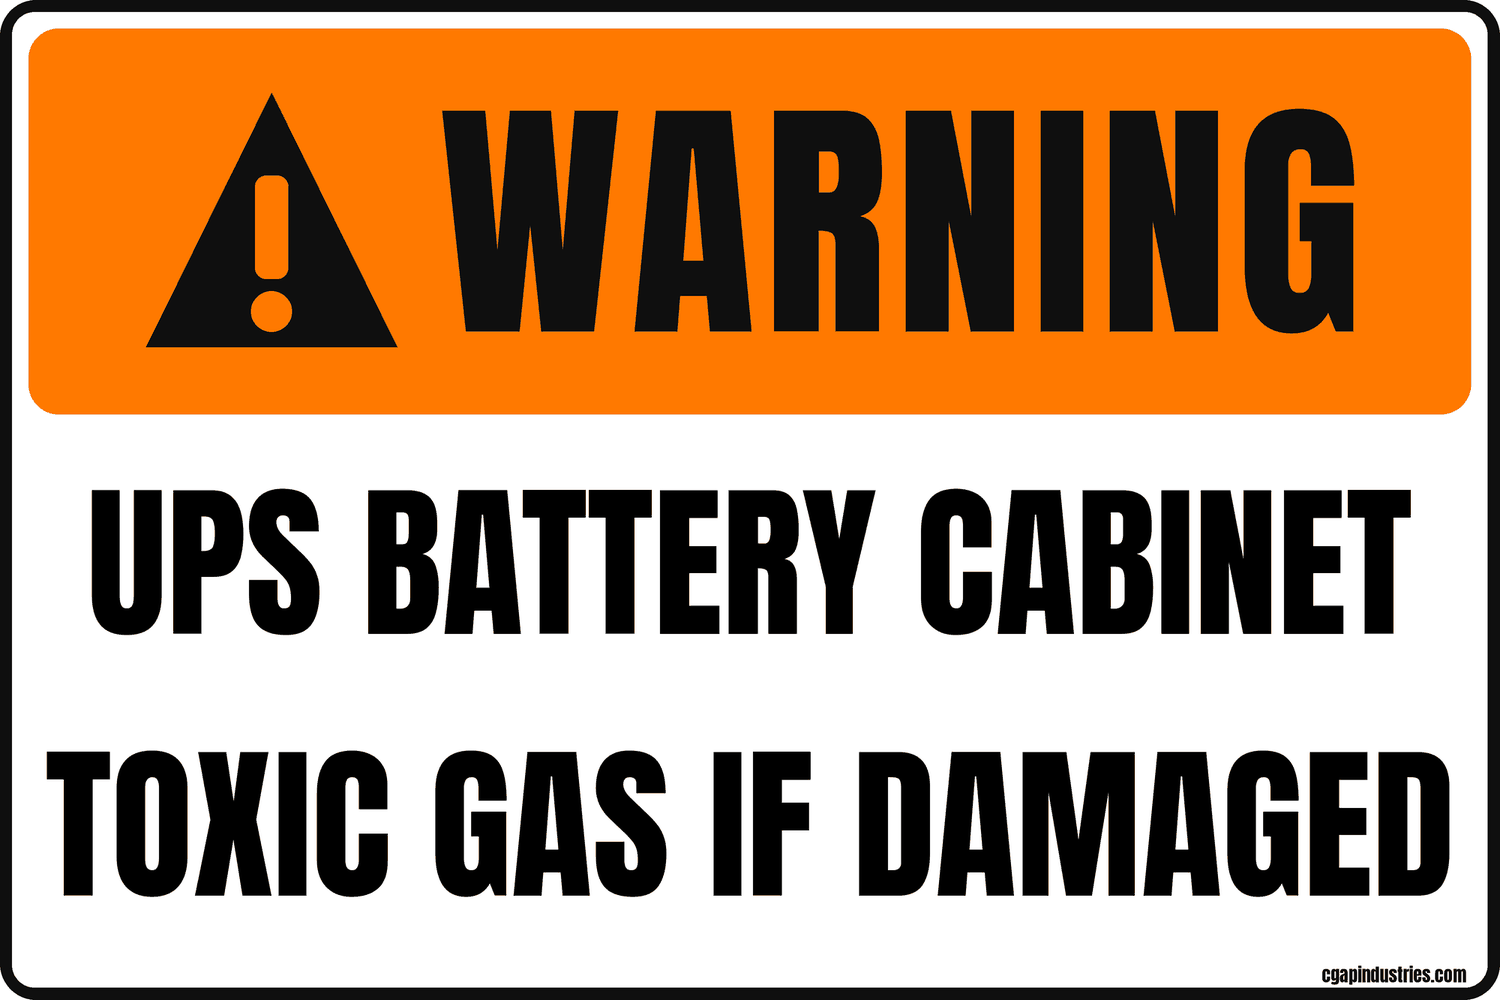 WARNING
UPS BATTERY CABINET
TOXIC GAS IF DAMAGED
cgapindustries.com